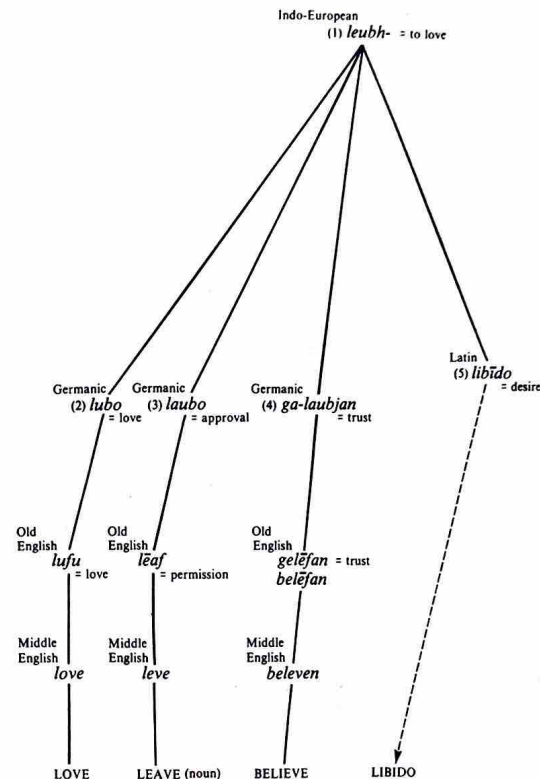 Indo-European
(1) leubh- = to love
Latin
(5) libīdo
= desire
Germanic
(2) lubo
= love
Germanic
(3) laubo
= approval
Germanic
(4) ga-laubjan
= trust
Old
English
lufu
= love
Old
English
lēaf
= permission
Old
English
gelēfan = trust
belēfan
Middle
English
love
Middle
English
leve
Middle
English
beleven
LOVE
LEAVE (noun)
BELIEVE
LIBIDO